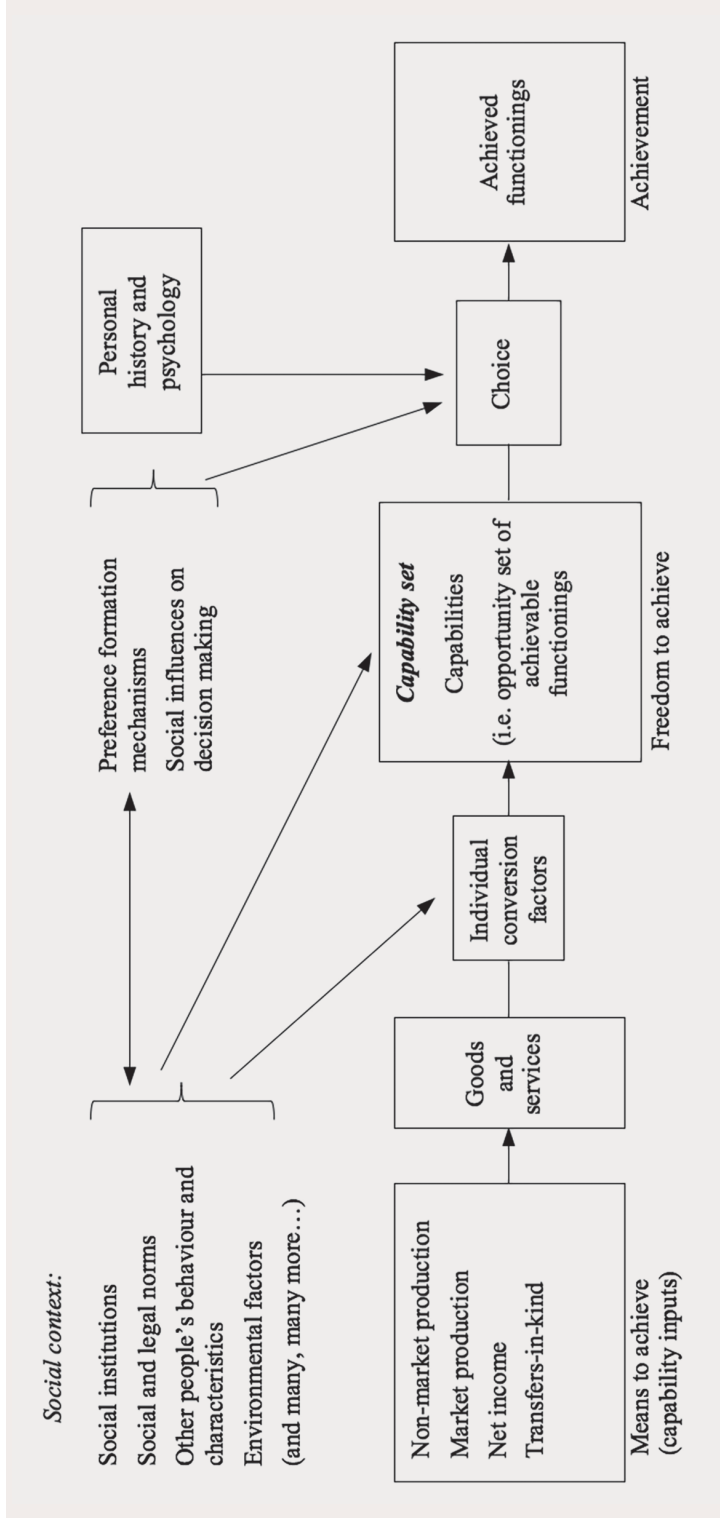 Social context:
Social institutions
Social and legal norms
Other people's behaviour and
characteristics
Environmental factors
(and many, many more…)
Preference formation
mechanisms
Social influences on
decision making
Personal
history and
psychology
Non-market production
Market production
Net income
Transfers-in-kind
Means to achieve
(capability inputs)
Goods
and
services
Individual
conversion
factors
Capability set
Capabilities
(i.e. opportunity set of
achievable
functionings
Freedom to achieve
Choice
Achieved
functionings
Achievement